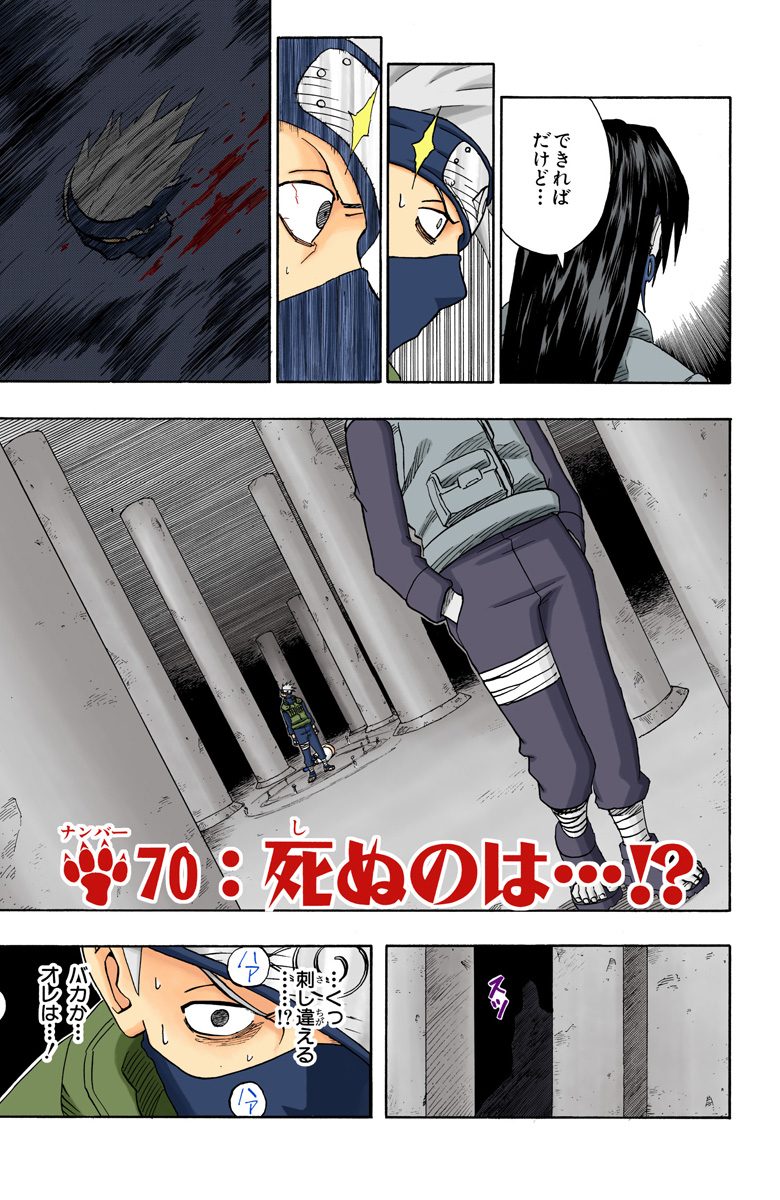 できれば
だけど…
ナンバー
70：死ぬのは…!?
し
スッ
…くっ
刺し違える
さ ちが
……!?
ハァ
ハァ
バカか…
オレは…！